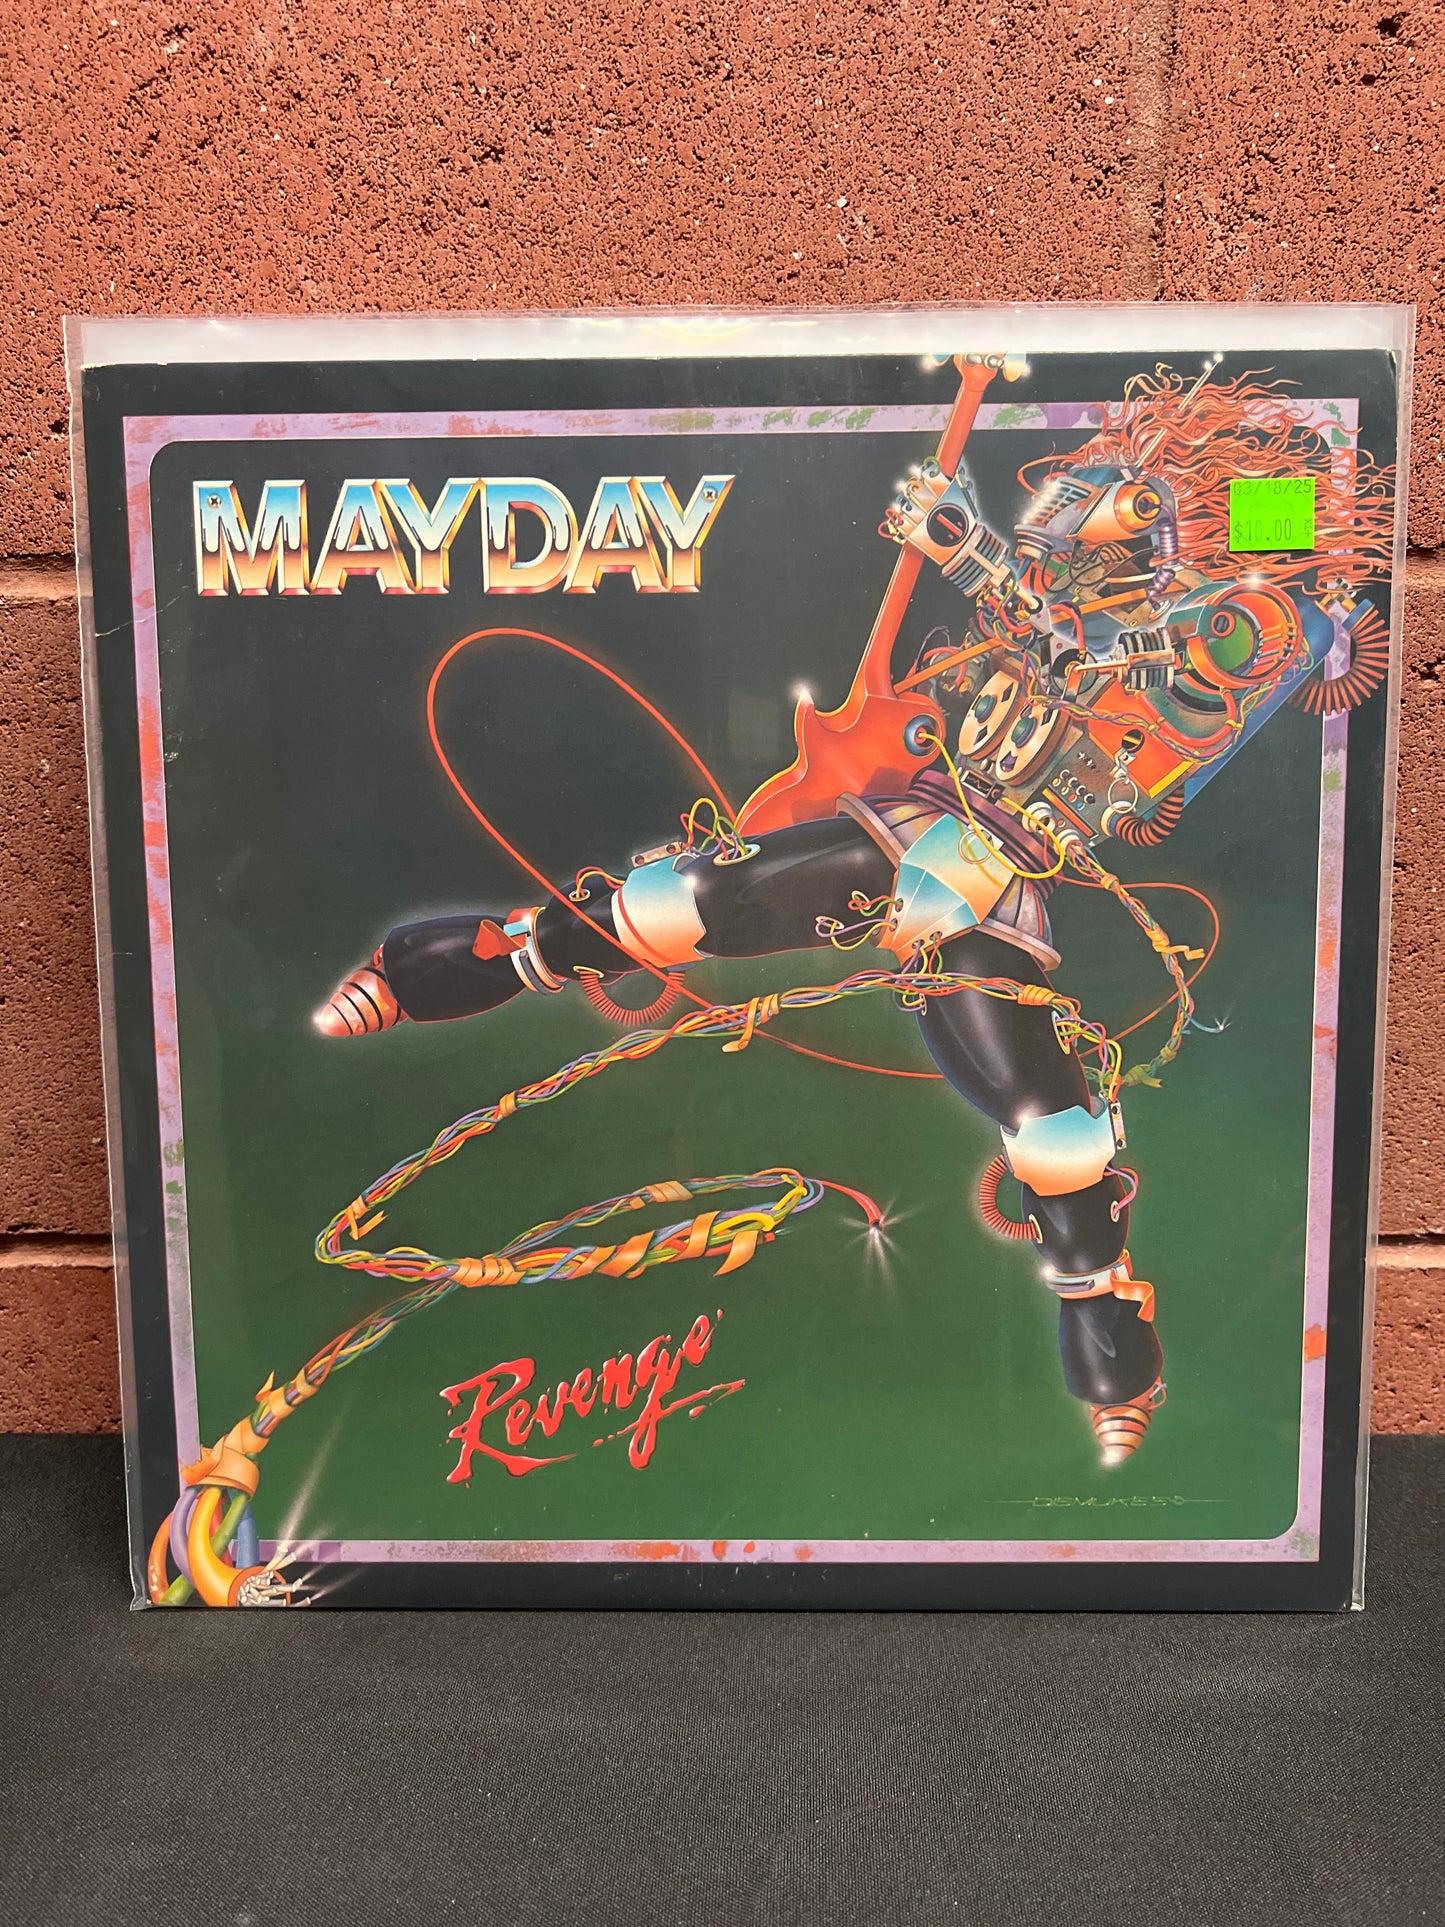 MAYDAY
03/18/25
$10.00
Revenge
DISMUKES